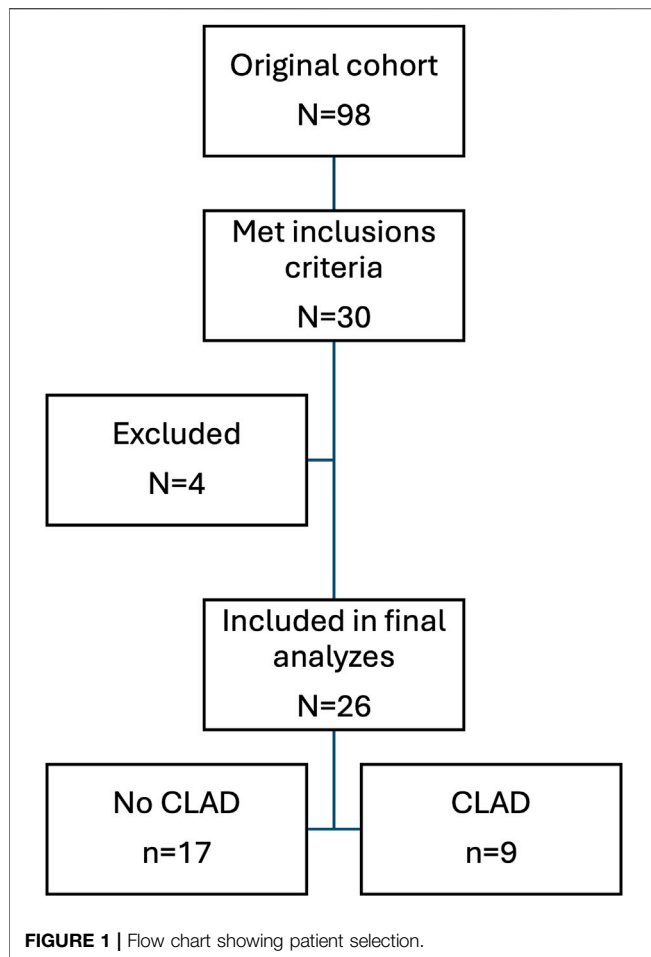 Original cohort
N=98
Met inclusions
criteria
N=30
Excluded
N=4
Included in final
analyzes
N=26
No CLAD
n=17
CLAD
n=9
FIGURE 1 | Flow chart showing patient selection.